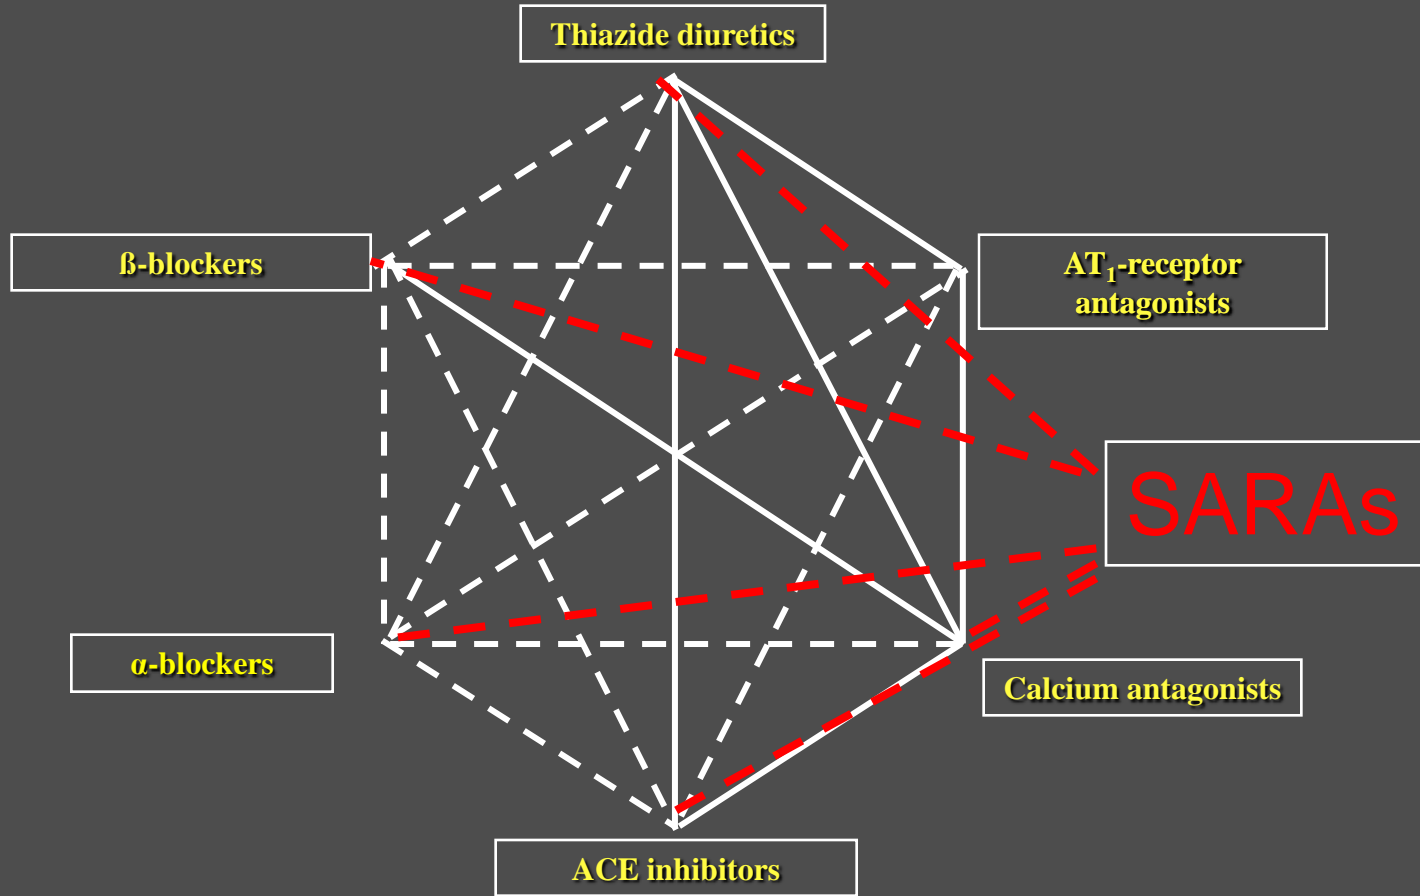 Thiazide diuretics
ß-blockers
AT₁-receptor
antagonists
SARAs
α-blockers
Calcium antagonists
ACE inhibitors